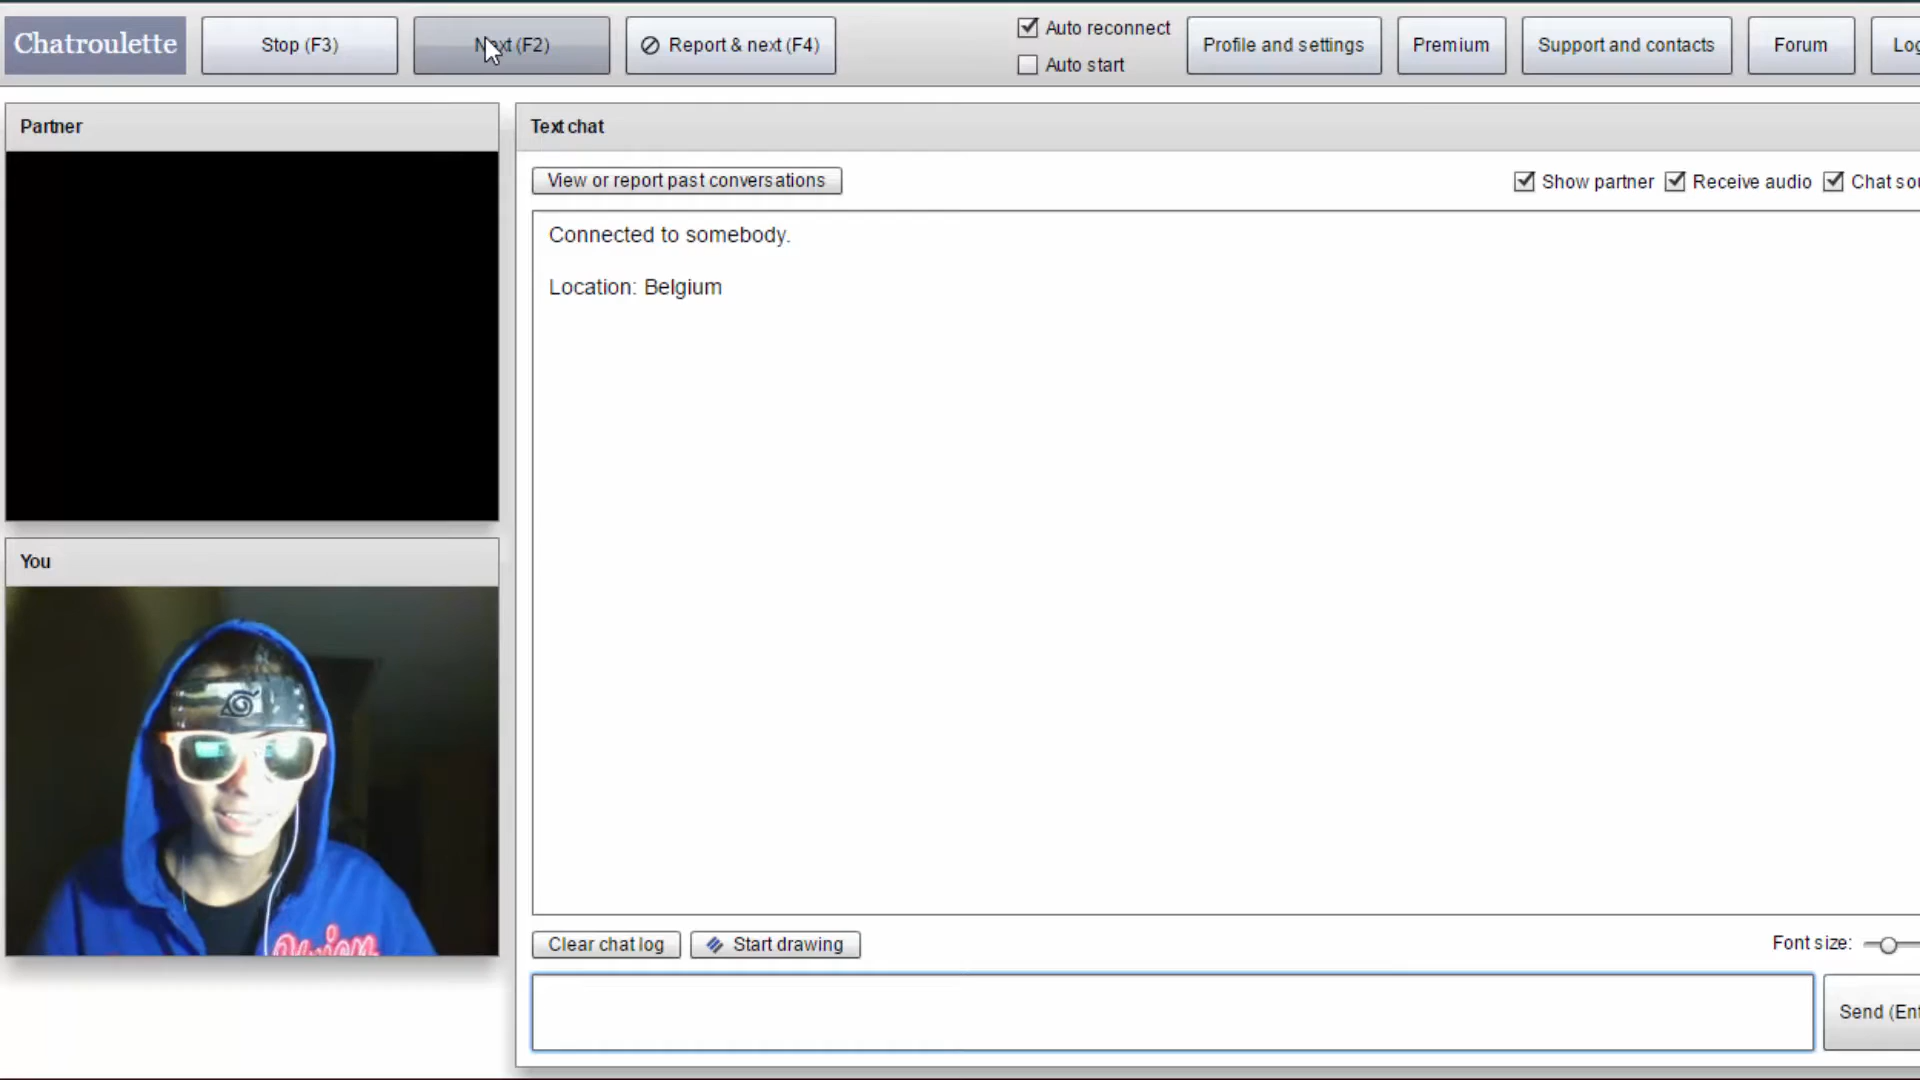 Chatroulette
Stop (F3)
Next (F2)
Report & next (F4)
Auto reconnect
Auto start
Profile and settings
Premium
Support and contacts
Forum
Partner
Text chat
View or report past conversations
Show partner
Receive audio
Chat
Connected to somebody.
Location: Belgium
You
Clear chat log
Start drawing
Font size:
Send